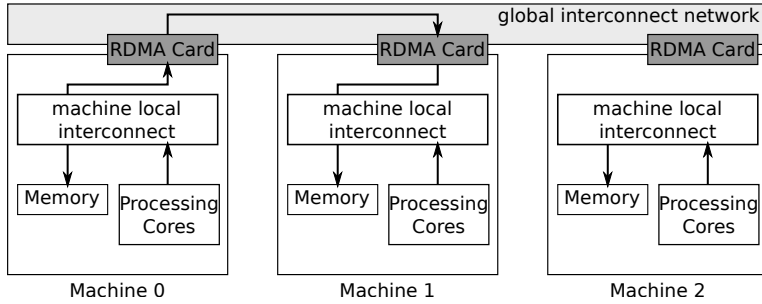 global interconnect network
RDMA Card
RDMA Card
RDMA Card
machine local
interconnect
machine local
interconnect
machine local
interconnect
Memory
Processing
Cores
Memory
Processing
Cores
Memory
Processing
Cores
Machine 0
Machine 1
Machine 2